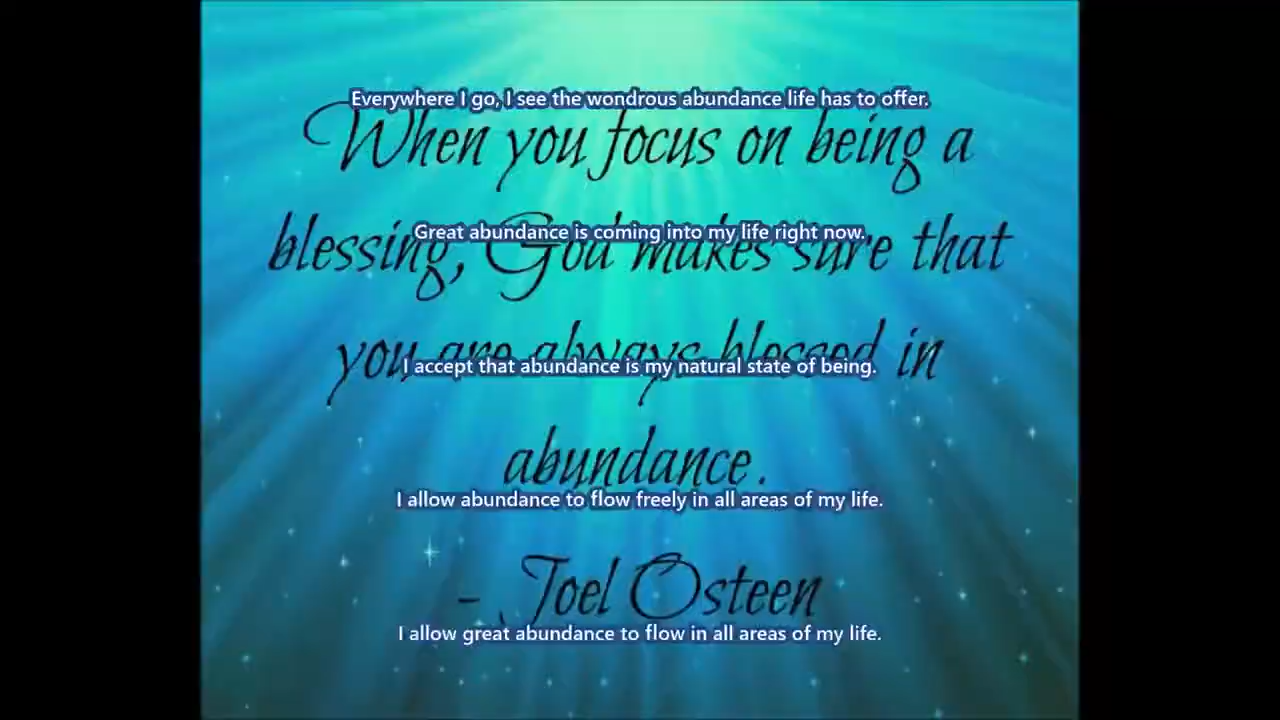 Everywhere I go, I see the wondrous abundance life has to offer.
When you focus on being a
Great abundance is coming into my life right now.
blessing, God makes sure that
you are always blessed in
I accept that abundance is my natural state of being.
abundance.
I allow abundance to flow freely in all areas of my life.
- Joel Osteen
I allow great abundance to flow in all areas of my life.